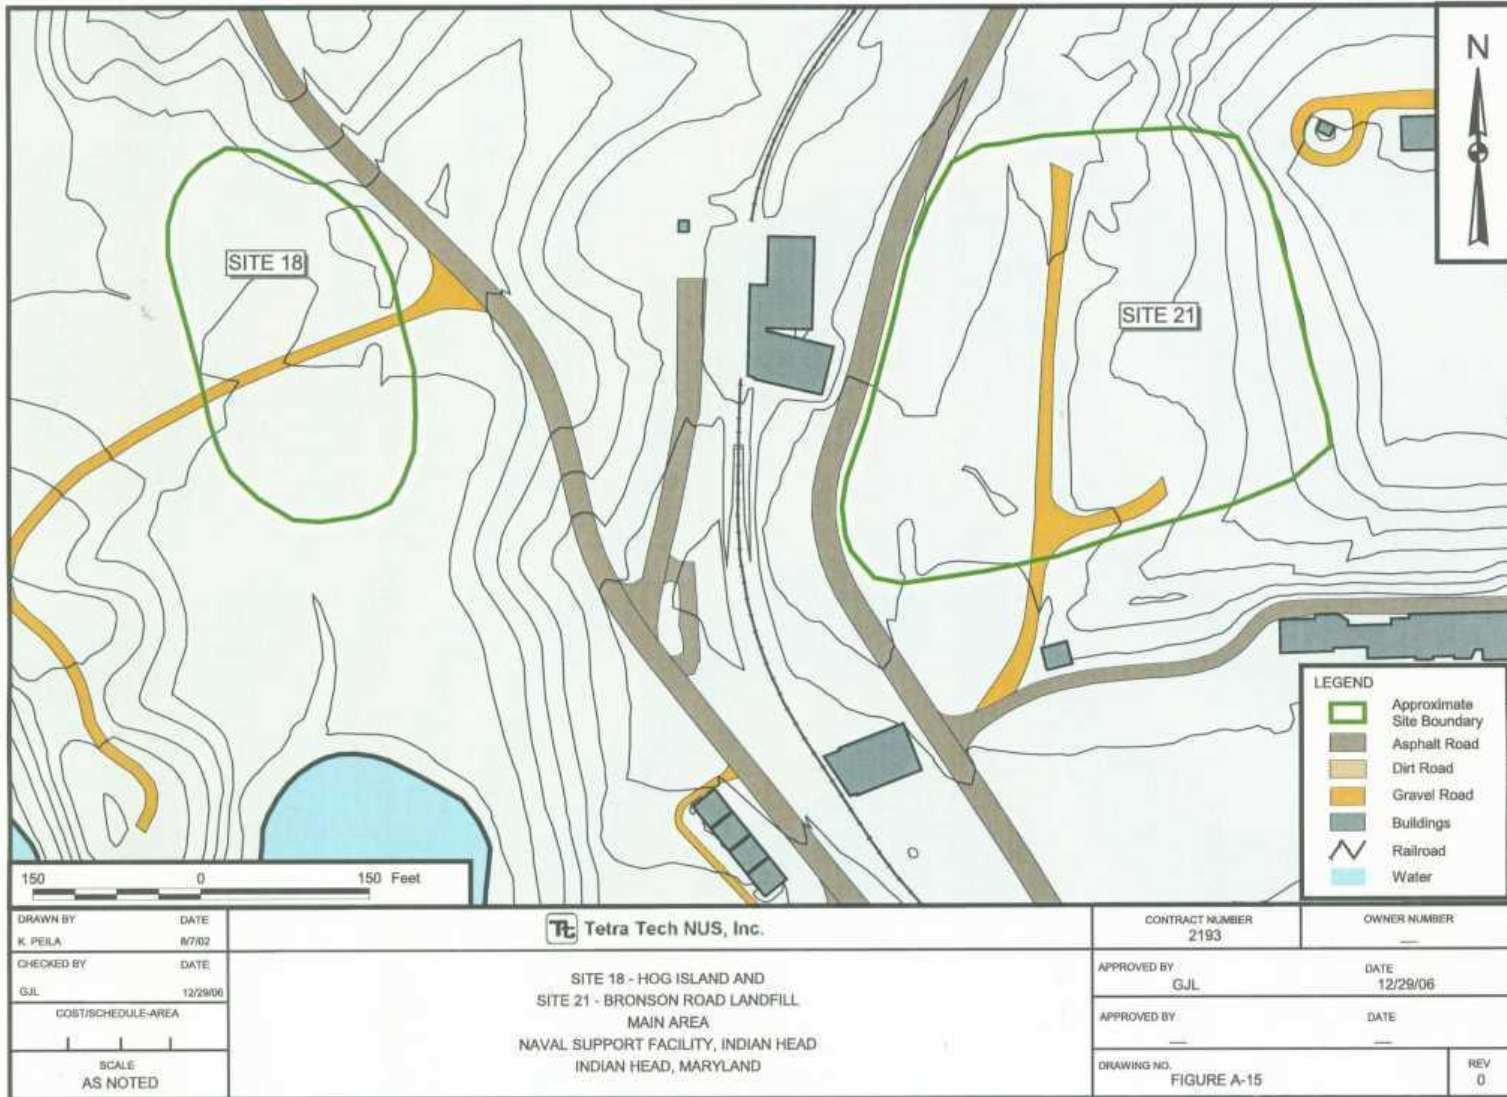 N
SITE 18
SITE 21
LEGEND
Approximate
Site Boundary
Asphalt Road
Dirt Road
Gravel Road
Buildings
Railroad
Water
150 0 150 Feet
DRAWN BY DATE
K. PEILA 8/7/02
CHECKED BY DATE
GJL 12/29/06
COST/SCHEDULE-AREA
SCALE
AS NOTED
Tt Tetra Tech NUS, Inc.
SITE 18 - HOG ISLAND AND
SITE 21 - BRONSON ROAD LANDFILL
MAIN AREA
NAVAL SUPPORT FACILITY, INDIAN HEAD
INDIAN HEAD, MARYLAND
CONTRACT NUMBER
2193
OWNER NUMBER
—
APPROVED BY DATE
GJL 12/29/06
APPROVED BY DATE
— —
DRAWING NO.
FIGURE A-15
REV
0